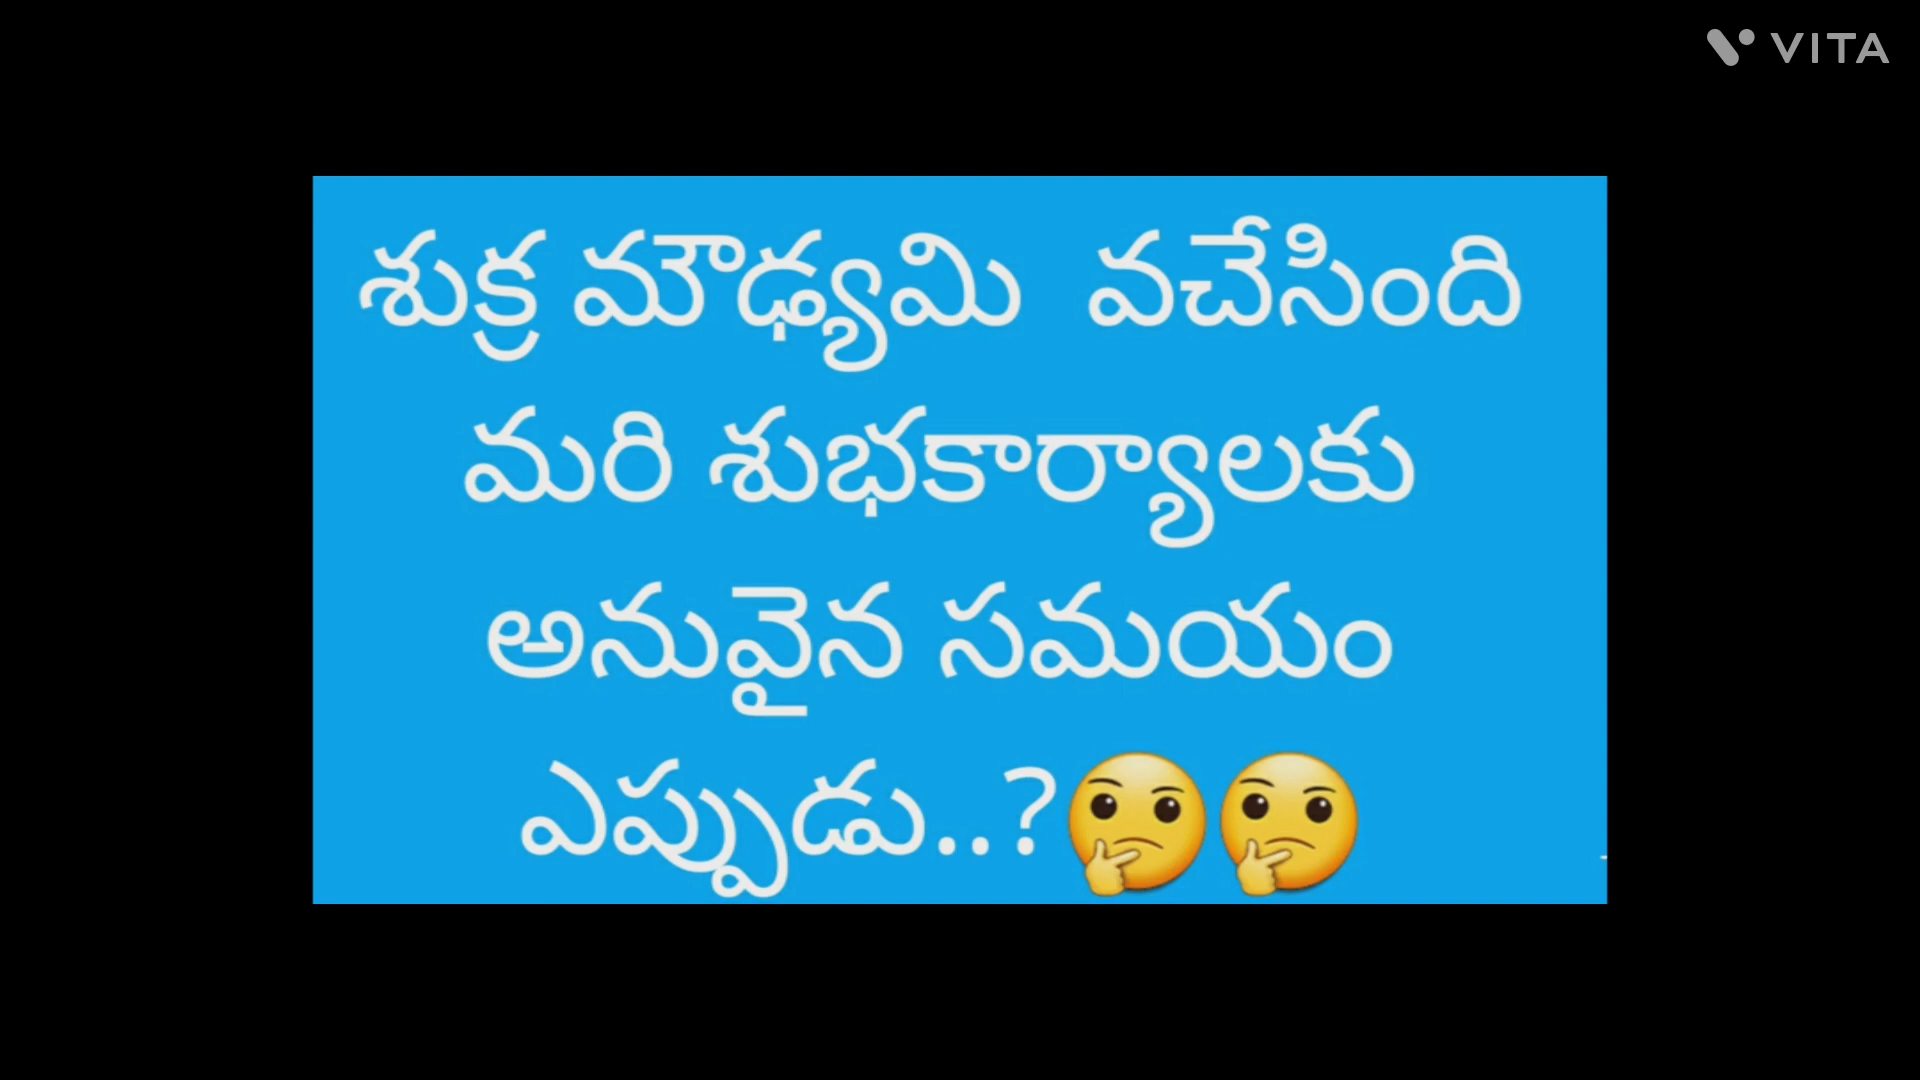 VITA
శుక్ర మౌఢ్యమి వచేసింది
మరి శుభకార్యాలకు
అనువైన సమయం
ఎప్పుడు..?🤔🤔